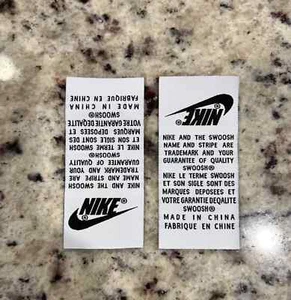 NIKE
NIKE AND THE SWOOSH
NAME AND STRIPE ARE
TRADEMARK AND YOUR
GUARANTEE OF QUALITY
SWOOSH®
NIKE LE TERME SWOOSH
ET SON SIGLE SONT DES
MARQUES DEPOSEES ET
VOTRE GARANTIE DEQALITE
SWOOSH®
MADE IN CHINA
FABRIQUE EN CHINE
NIKE
NIKE AND THE SWOOSH
NAME AND STRIPE ARE
TRADEMARK AND YOUR
GUARANTEE OF QUALITY
SWOOSH®
NIKE LE TERME SWOOSH
ET SON SIGLE SONT DES
MARQUES DEPOSEES ET
VOTRE GARANTIE DEQALITE
SWOOSH®
MADE IN CHINA
FABRIQUE EN CHINE